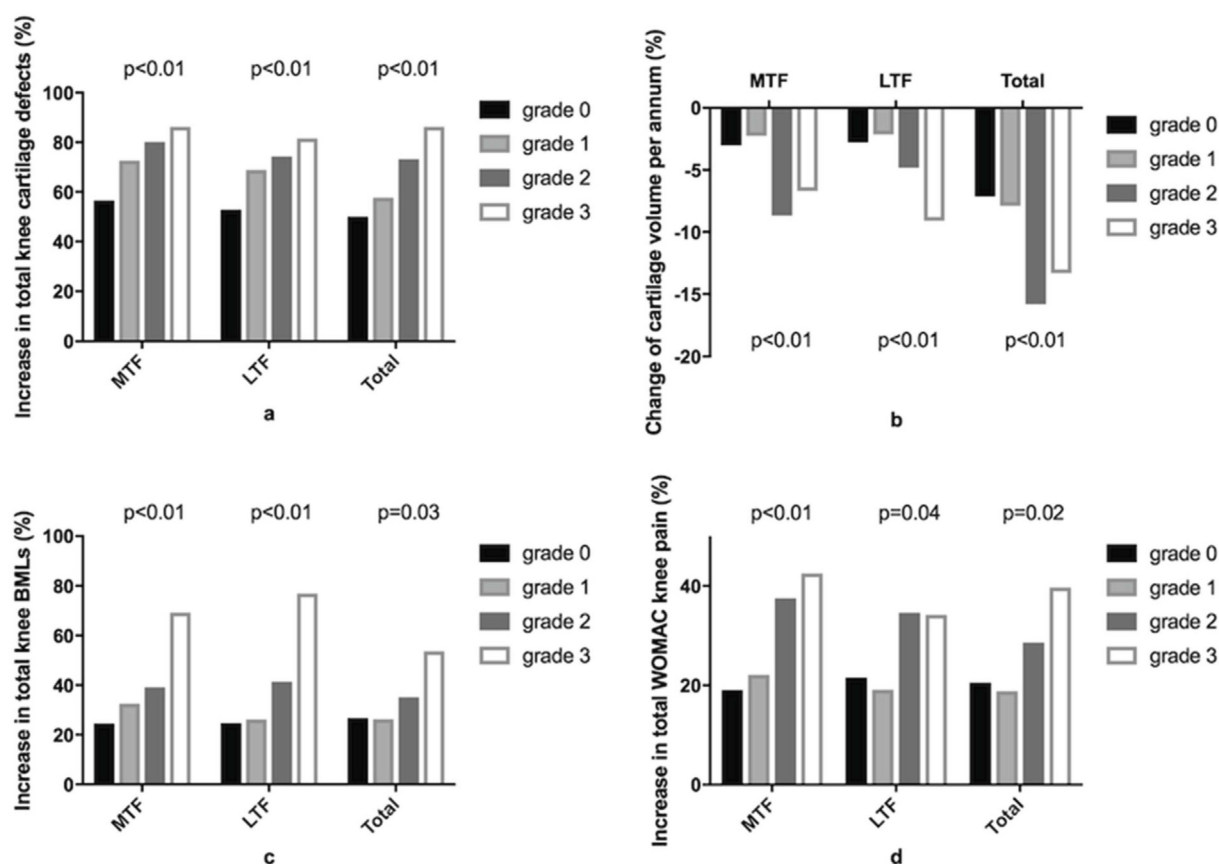 Increase in total knee cartilage defects (%)
p<0.01 p<0.01 p<0.01
100
80
60
40
20
0
MTF LTF Total
grade 0
grade 1
grade 2
grade 3
a
Change of cartilage volume per annum (%)
MTF LTF Total
0
-5
-10
-15
-20
p<0.01 p<0.01 p<0.01
grade 0
grade 1
grade 2
grade 3
b
Increase in total knee BMLs (%)
p<0.01 p<0.01 p=0.03
100
80
60
40
20
0
MTF LTF Total
grade 0
grade 1
grade 2
grade 3
c
Increase in total WOMAC knee pain (%)
p<0.01 p=0.04 p=0.02
40
20
0
MTF LTF Total
grade 0
grade 1
grade 2
grade 3
d